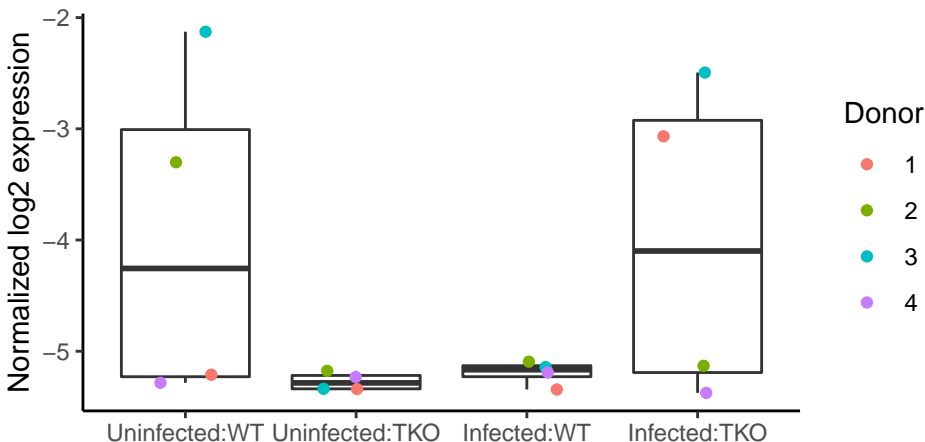 Normalized log2 expression
−2
−3
−4
−5
Uninfected:WT
Uninfected:TKO
Infected:WT
Infected:TKO
Donor
1
2
3
4